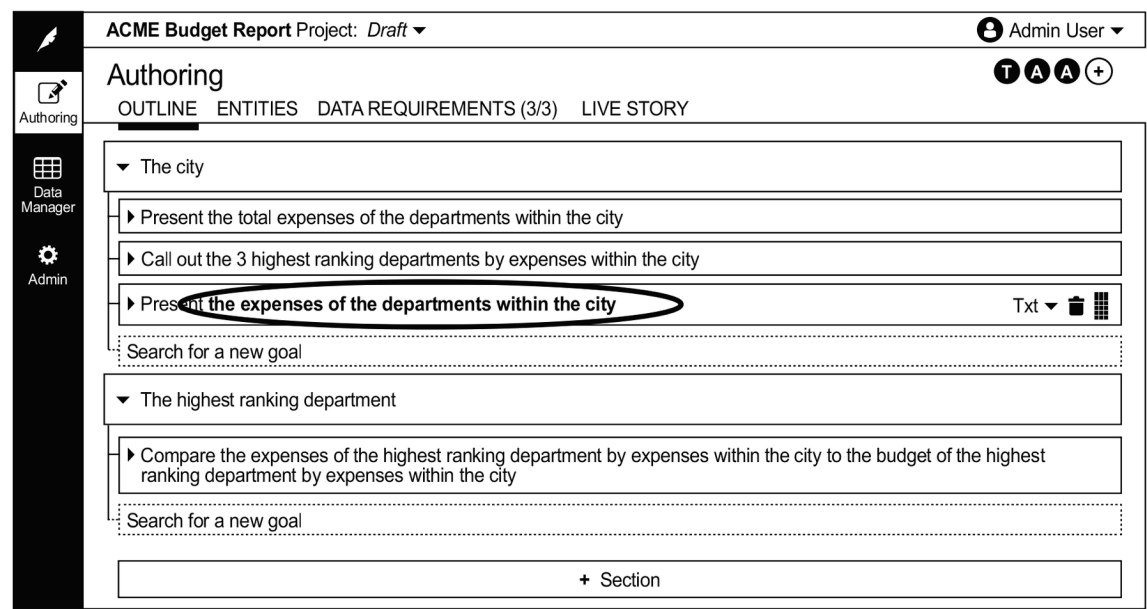 ACME Budget Report Project: Draft
Admin User
Authoring
T A A +
OUTLINE ENTITIES DATA REQUIREMENTS (3/3) LIVE STORY
Authoring
Data
Manager
Admin
The city
Present the total expenses of the departments within the city
Call out the 3 highest ranking departments by expenses within the city
Present the expenses of the departments within the city
Txt
Search for a new goal
The highest ranking department
Compare the expenses of the highest ranking department by expenses within the city to the budget of the highest
ranking department by expenses within the city
Search for a new goal
+ Section